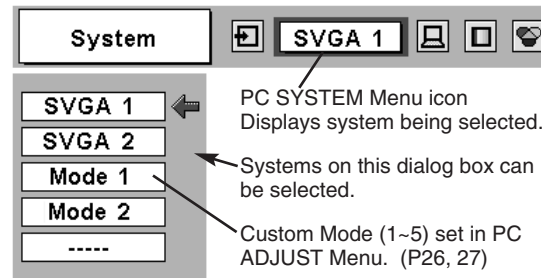 System
SVGA 1
SVGA 1
SVGA 2
Mode 1
Mode 2
-----
PC SYSTEM Menu icon
Displays system being selected.
Systems on this dialog box can
be selected.
Custom Mode (1~5) set in PC
ADJUST Menu. (P26, 27)